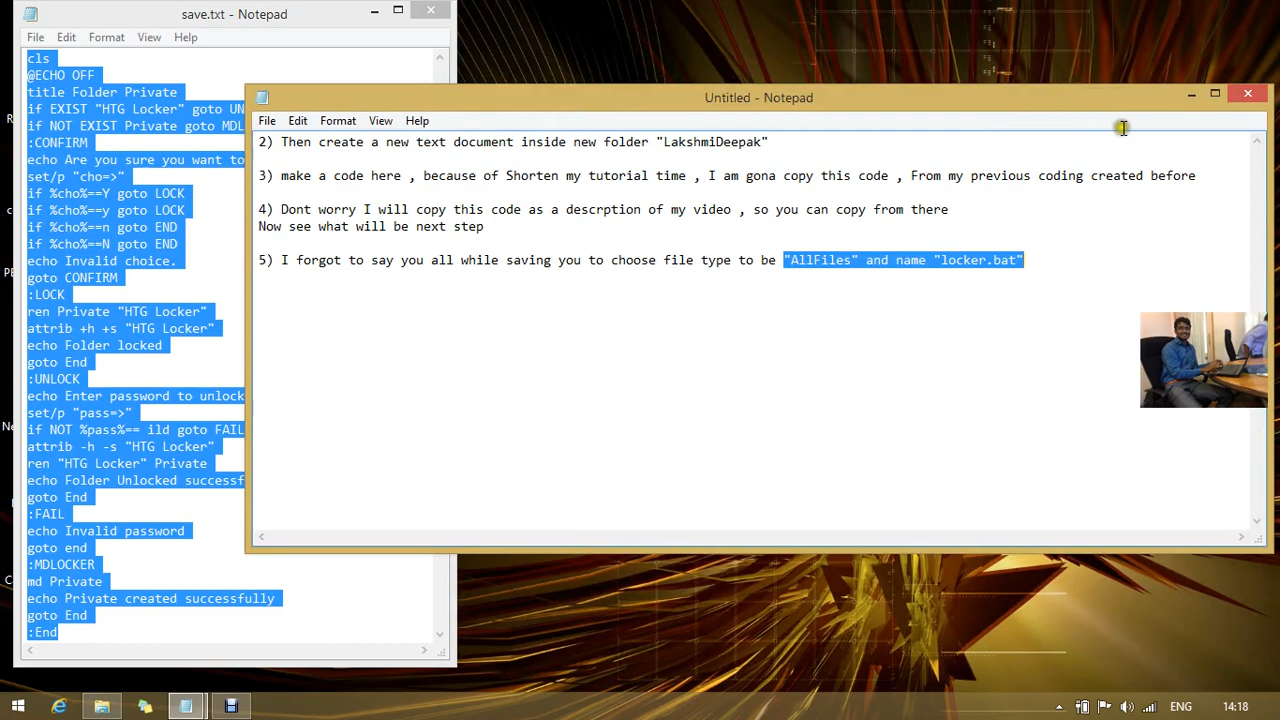 save.txt - Notepad
File Edit Format View Help
cls
@ECHO OFF
title Folder Private
if EXIST "HTG Locker" goto UN
if NOT EXIST Private goto MDL
:CONFIRM
echo Are you sure you want to
set/p "cho=>"
if %cho%==Y goto LOCK
if %cho%==y goto LOCK
if %cho%==n goto END
if %cho%==N goto END
echo Invalid choice.
goto CONFIRM
:LOCK
ren Private "HTG Locker"
attrib +h +s "HTG Locker"
echo Folder locked
goto End
:UNLOCK
echo Enter password to unlock
set/p "pass=>"
if NOT %pass%== ild goto FAIL
attrib -h -s "HTG Locker"
ren "HTG Locker" Private
echo Folder Unlocked successf
goto End
:FAIL
echo Invalid password
goto end
:MDLOCKER
md Private
echo Private created successfully
goto End
:End
Untitled - Notepad
File Edit Format View Help
2) Then create a new text document inside new folder "LakshmiDeepak"
3) make a code here , because of Shorten my tutorial time , I am gona copy this code , From my previous coding created before
4) Dont worry I will copy this code as a descrption of my video , so you can copy from there
Now see what will be next step
5) I forgot to say you all while saving you to choose file type to be "AllFiles" and name "locker.bat"
ENG 14:18